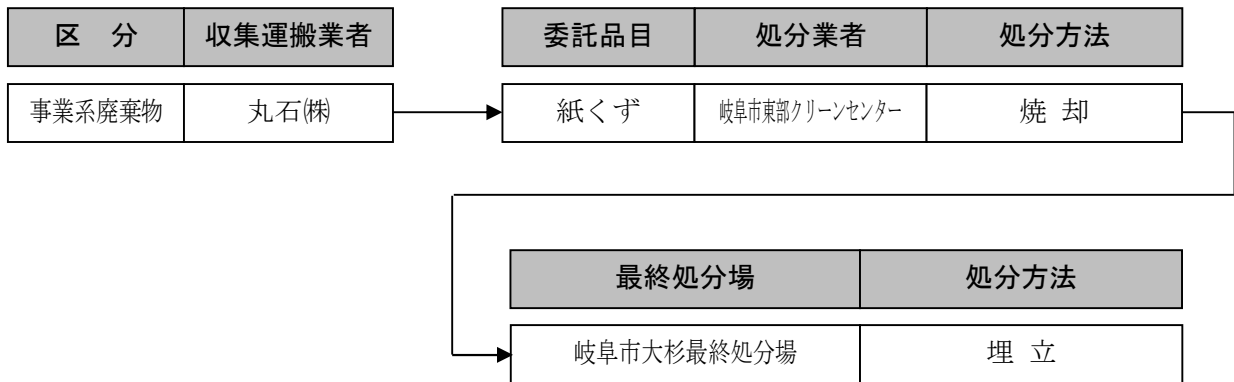 区　分 収集運搬業者 委託品目 処分業者 処分方法
事業系廃棄物 丸石㈱ 紙くず 岐阜市東部クリーンセンター 焼 却
最終処分場 処分方法
岐阜市大杉最終処分場 埋 立